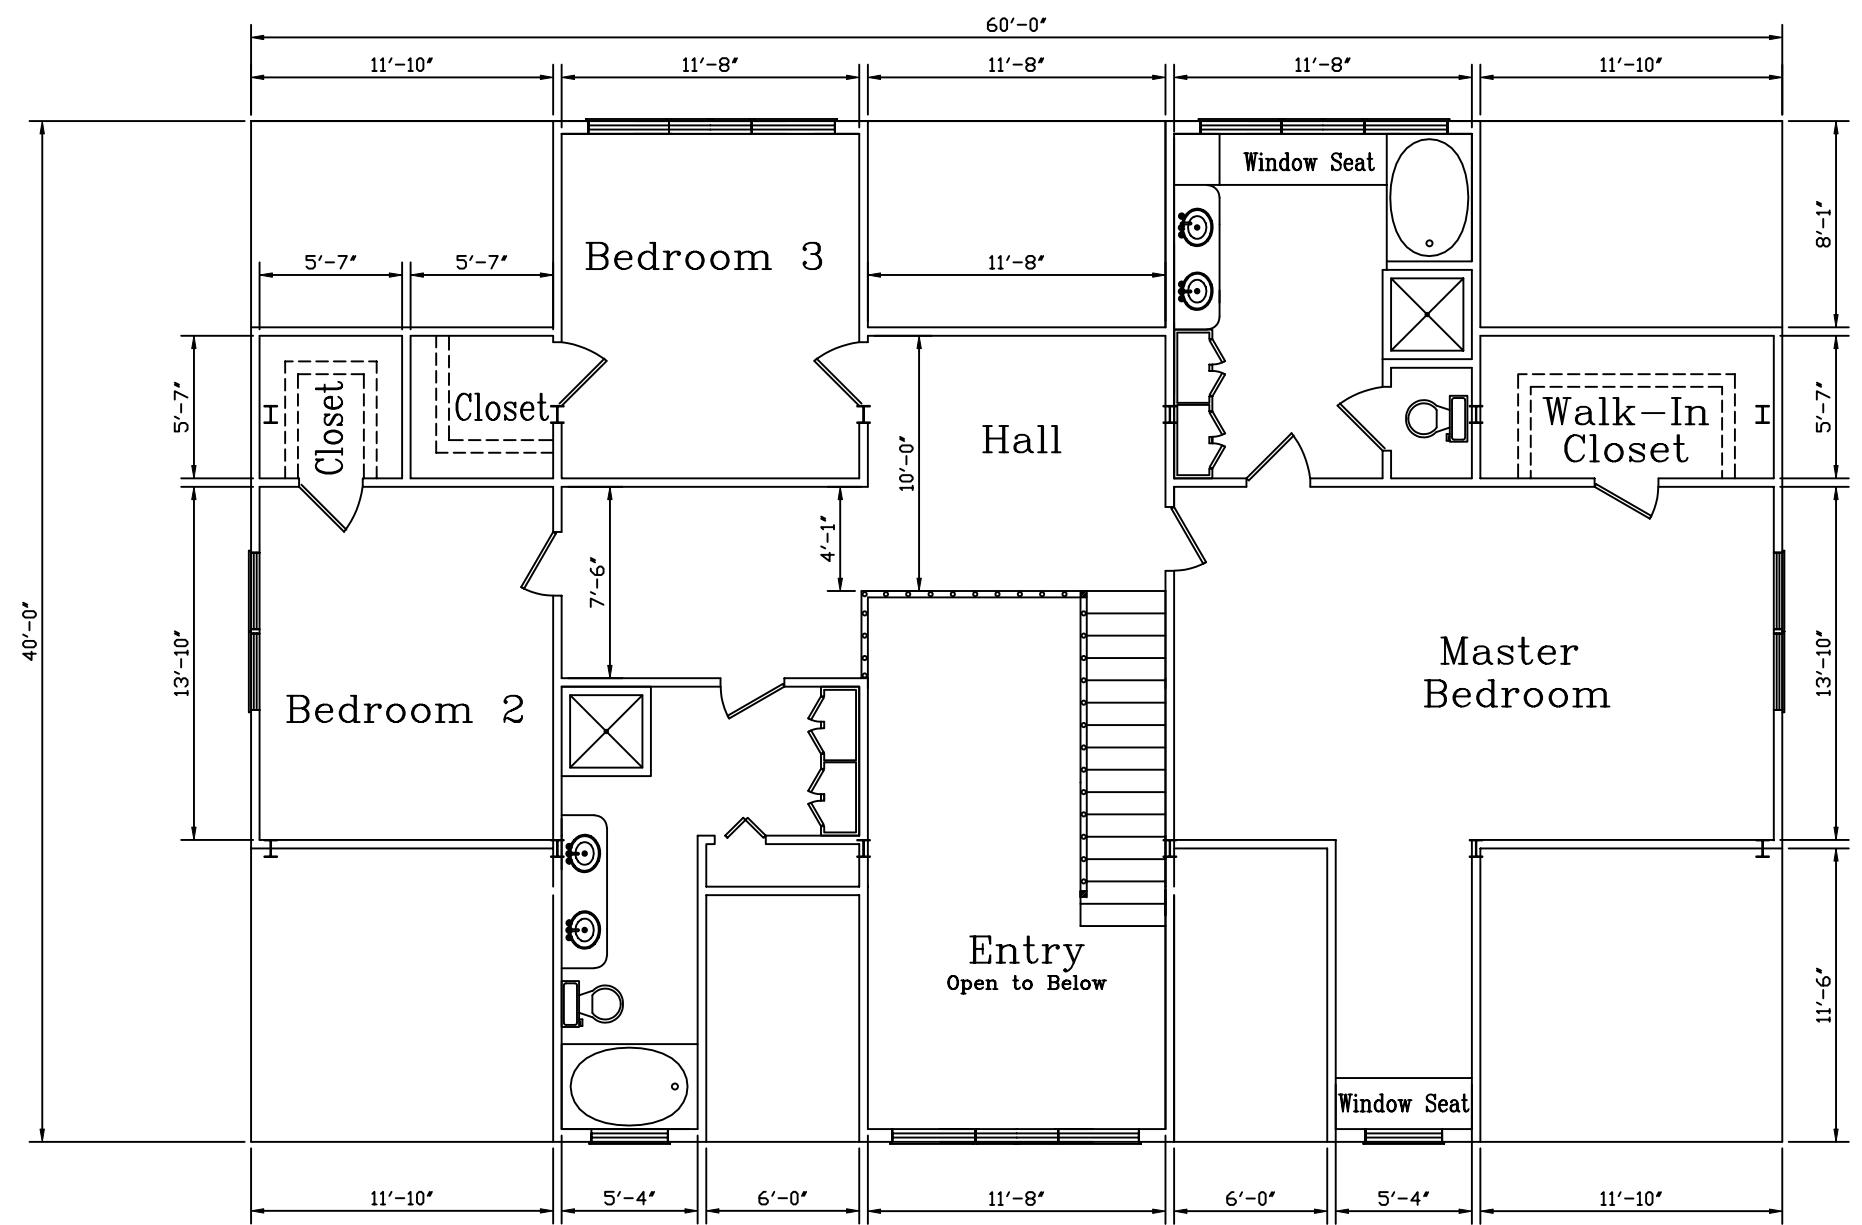 60'-0"
11'-10" 11'-8" 11'-8" 11'-8" 11'-10"
Window Seat
8'-1"
Bedroom 3
5'-7" 5'-7" 11'-8"
5'-7"
Closet
Closet
Hall
10'-0"
Walk-In
Closet
5'-7"
4'-1"
7'-6"
40'-0"
13'-10"
Bedroom 2
Master
Bedroom
13'-10"
Entry
Open to Below
11'-6"
Window Seat
11'-10" 5'-4" 6'-0" 11'-8" 6'-0" 5'-4" 11'-10"